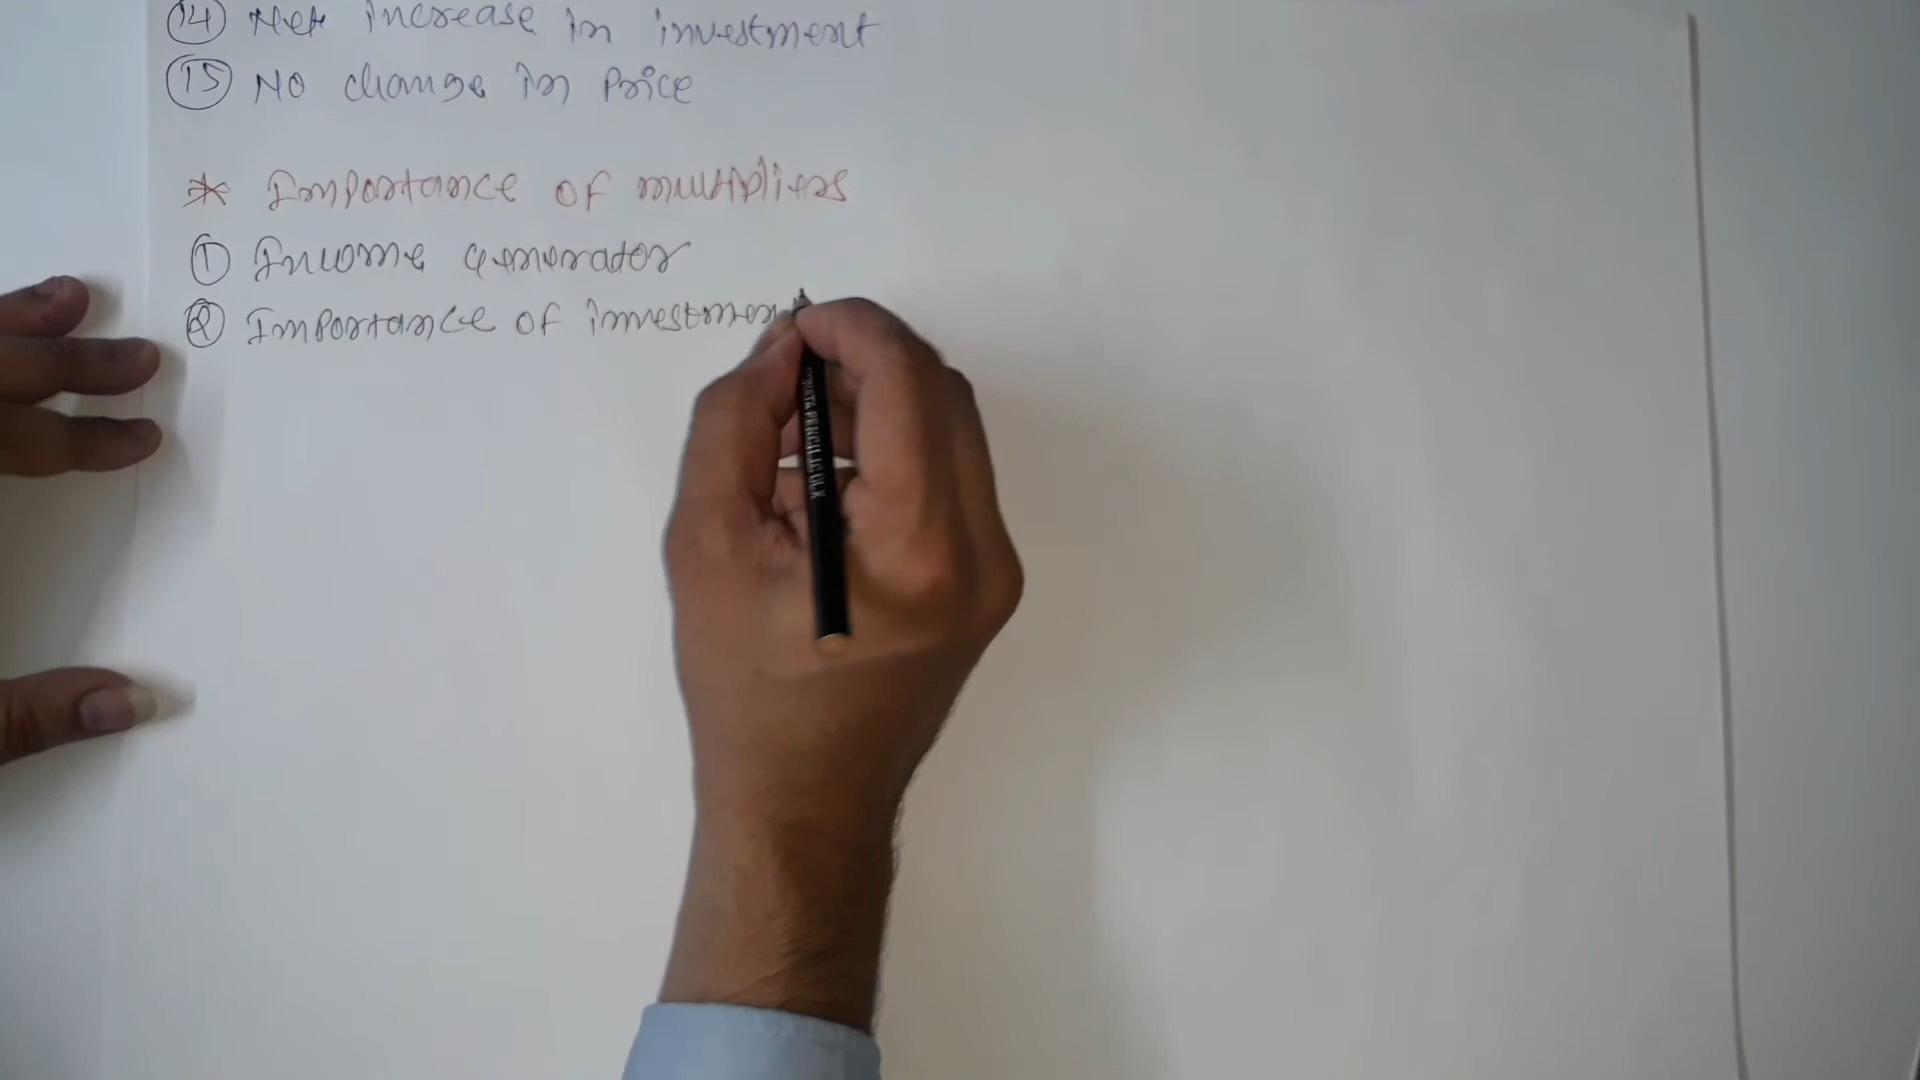 14 Net increase in investment
15 No change in Price
* Importance of multipliers
1 Income Generator
2 Importance of investment